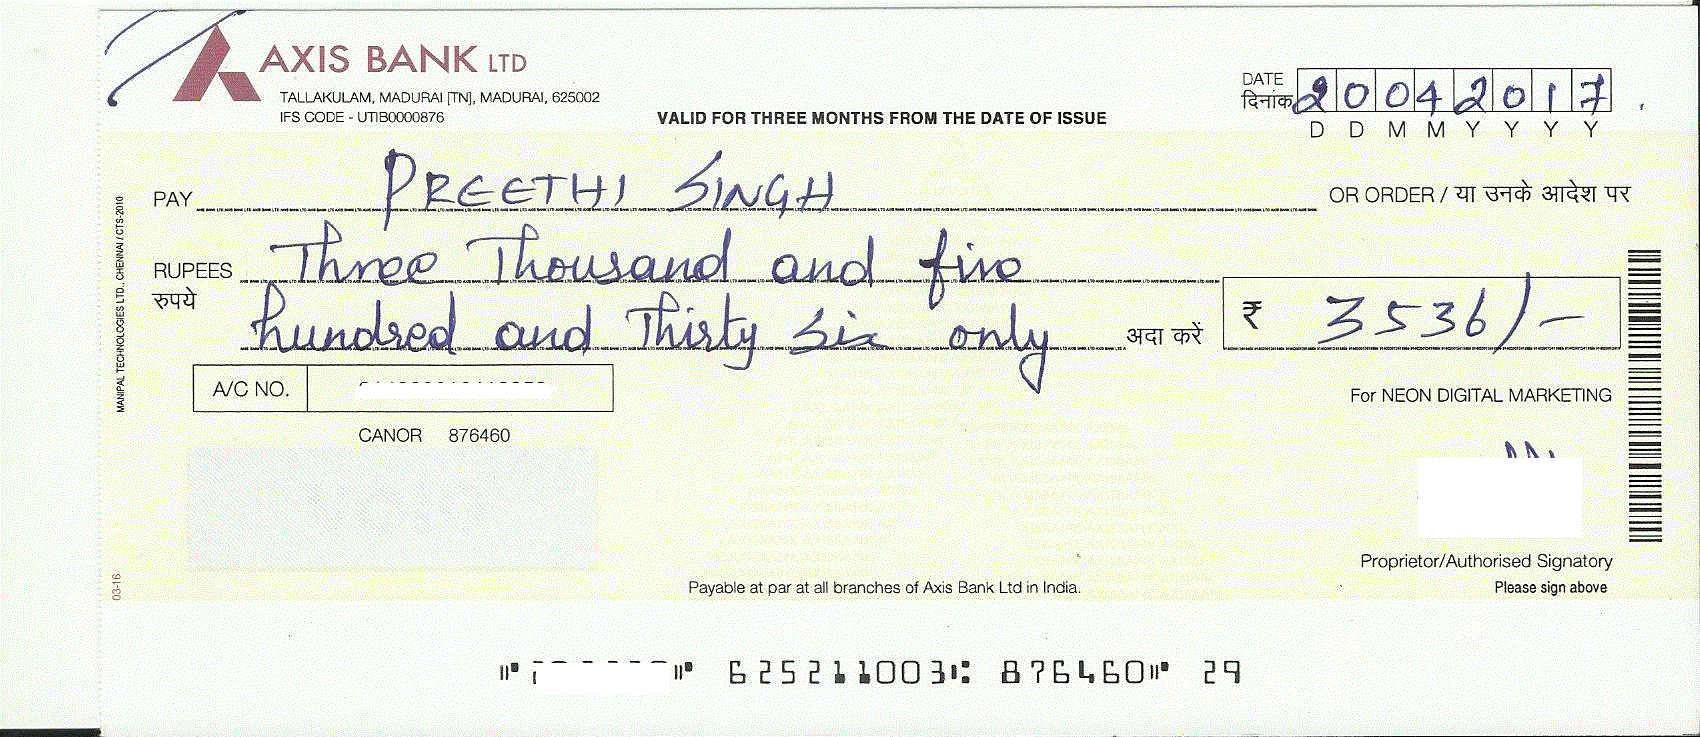 AXIS BANK LTD
TALLAKULAM, MADURAI [TN], MADURAI, 625002
IFS CODE - UTIB0000876
VALID FOR THREE MONTHS FROM THE DATE OF ISSUE
DATE
दिनांक
20042017
D D M M Y Y Y Y
PAY PREETHI SINGH OR ORDER / या उनके आदेश पर
RUPEES Three Thousand and five
रुपये hundred and Thirty Six only अदा करें ₹ 3536/-
A/C NO.
For NEON DIGITAL MARKETING
CANOR 876460
MANIPAL TECHNOLOGIES LTD., CHENNAI / CTS-2010
03-16
Proprietor/Authorised Signatory
Payable at par at all branches of Axis Bank Ltd in India.
Please sign above
625211003 876460 29